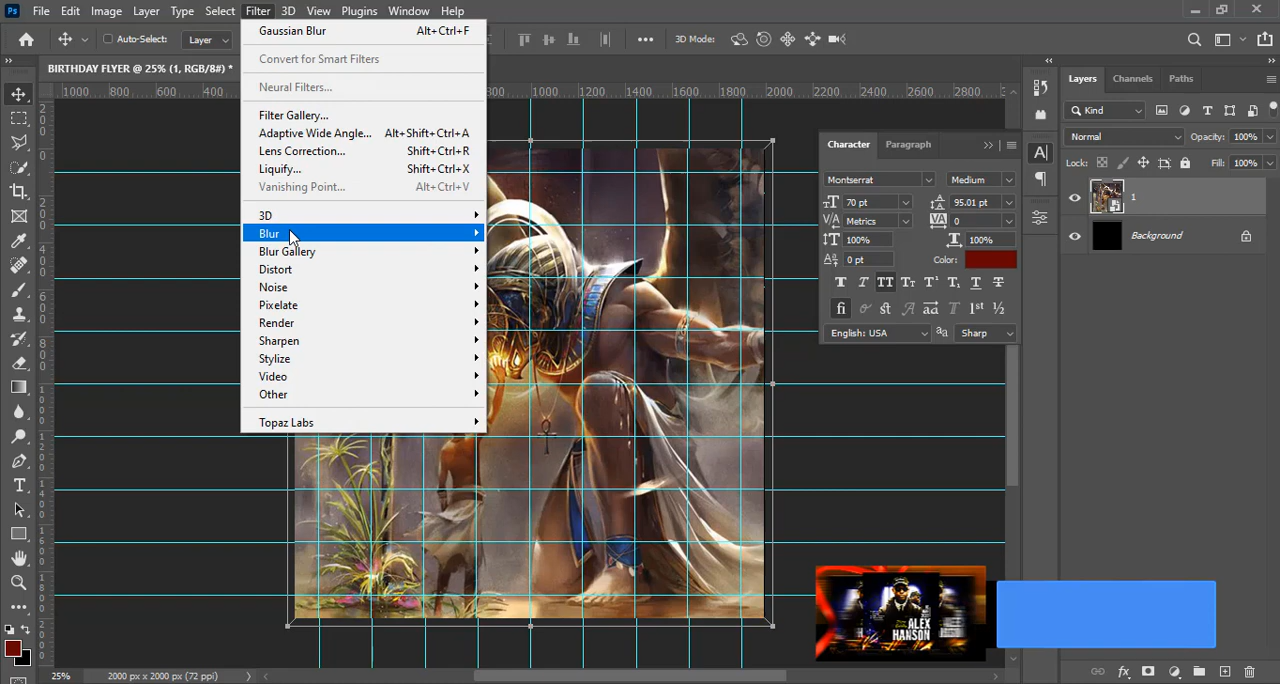 Ps File Edit Image Layer Type Select Filter 3D View Plugins Window Help
Auto-Select: Layer
3D Mode:
BIRTHDAY FLYER @ 25% (1, RGB/8#) *
Gaussian Blur Alt+Ctrl+F
Convert for Smart Filters
Neural Filters...
Filter Gallery...
Adaptive Wide Angle... Alt+Shift+Ctrl+A
Lens Correction... Shift+Ctrl+R
Liquify... Shift+Ctrl+X
Vanishing Point... Alt+Ctrl+V
3D
Blur
Blur Gallery
Distort
Noise
Pixelate
Render
Sharpen
Stylize
Video
Other
Topaz Labs
1000 800 600 400 800 1000 1200 1400 1600 1800 2000 2200 2400 2600 2800
Character Paragraph
Montserrat Medium
70 pt 95.01 pt
Metrics 0
100% 100%
0 pt Color:
English: USA Sharp
Layers Channels Paths
Kind
Normal Opacity: 100%
Lock: Fill: 100%
1
Background
ALEX
HANSON
25% 2000 px x 2000 px (72 ppi)